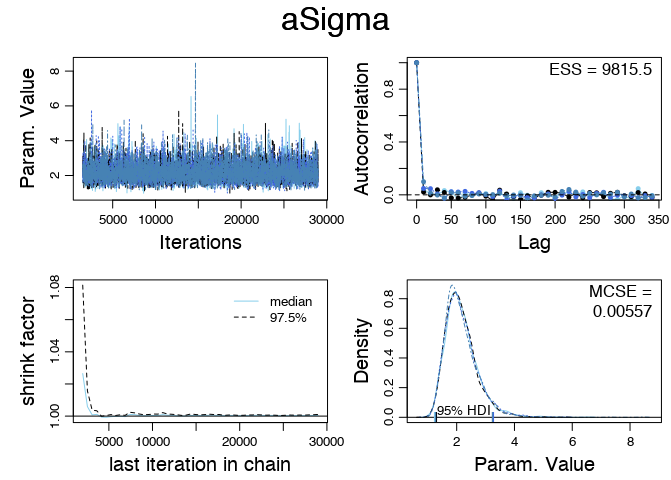 aSigma
Param. Value
2 4 6 8
5000 10000 20000 30000
Iterations
Autocorrelation
0.0 0.4 0.8
ESS = 9815.5
0 50 100 150 200 250 300 350
Lag
shrink factor
1.00 1.04 1.08
median
97.5%
5000 10000 20000 30000
last iteration in chain
Density
0.0 0.2 0.4 0.6 0.8
MCSE =
0.00557
95% HDI
2 4 6 8
Param. Value